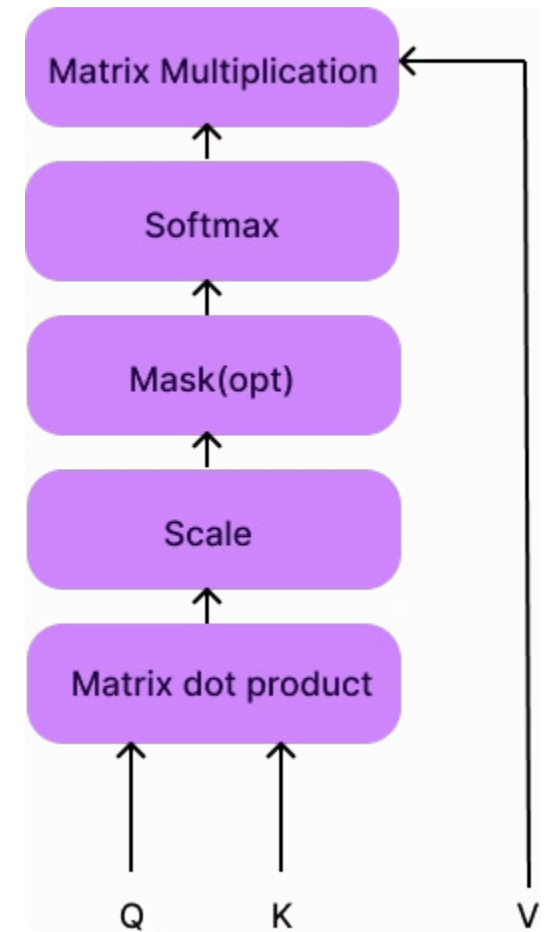 Matrix Multiplication
Softmax
Mask(opt)
Scale
Matrix dot product
Q K V